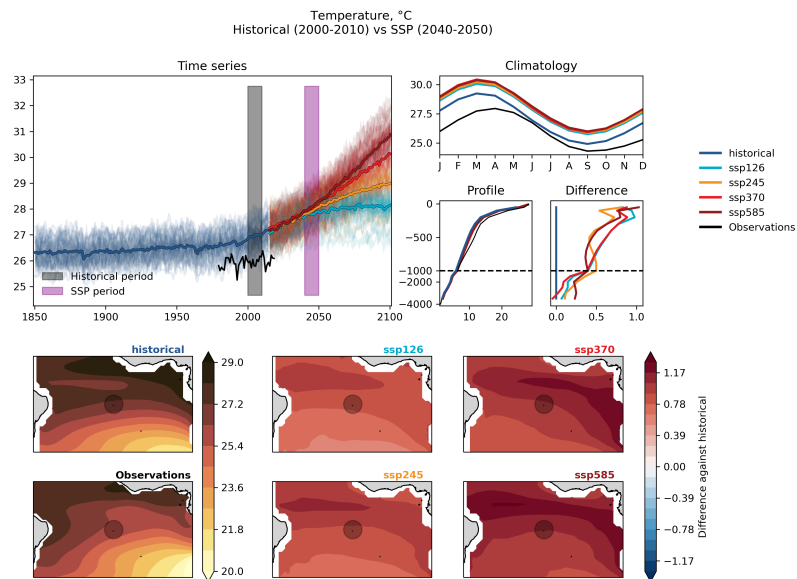 Temperature, °C
Historical (2000-2010) vs SSP (2040-2050)
Time series
33
32
31
30
29
28
27
26
25
1850
1900
1950
2000
2050
2100
Historical period
SSP period
Climatology
30.0
27.5
25.0
J F M A M J J A S O N D
Profile
0
−500
−1000
−2000
−4000
10
20
Difference
0.0
0.5
1.0
historical
ssp126
ssp245
ssp370
ssp585
Observations
historical
ssp126
ssp370
Observations
ssp245
ssp585
29.0
27.2
25.4
23.6
21.8
20.0
1.17
0.78
0.39
0.00
−0.39
−0.78
−1.17
Difference against historical